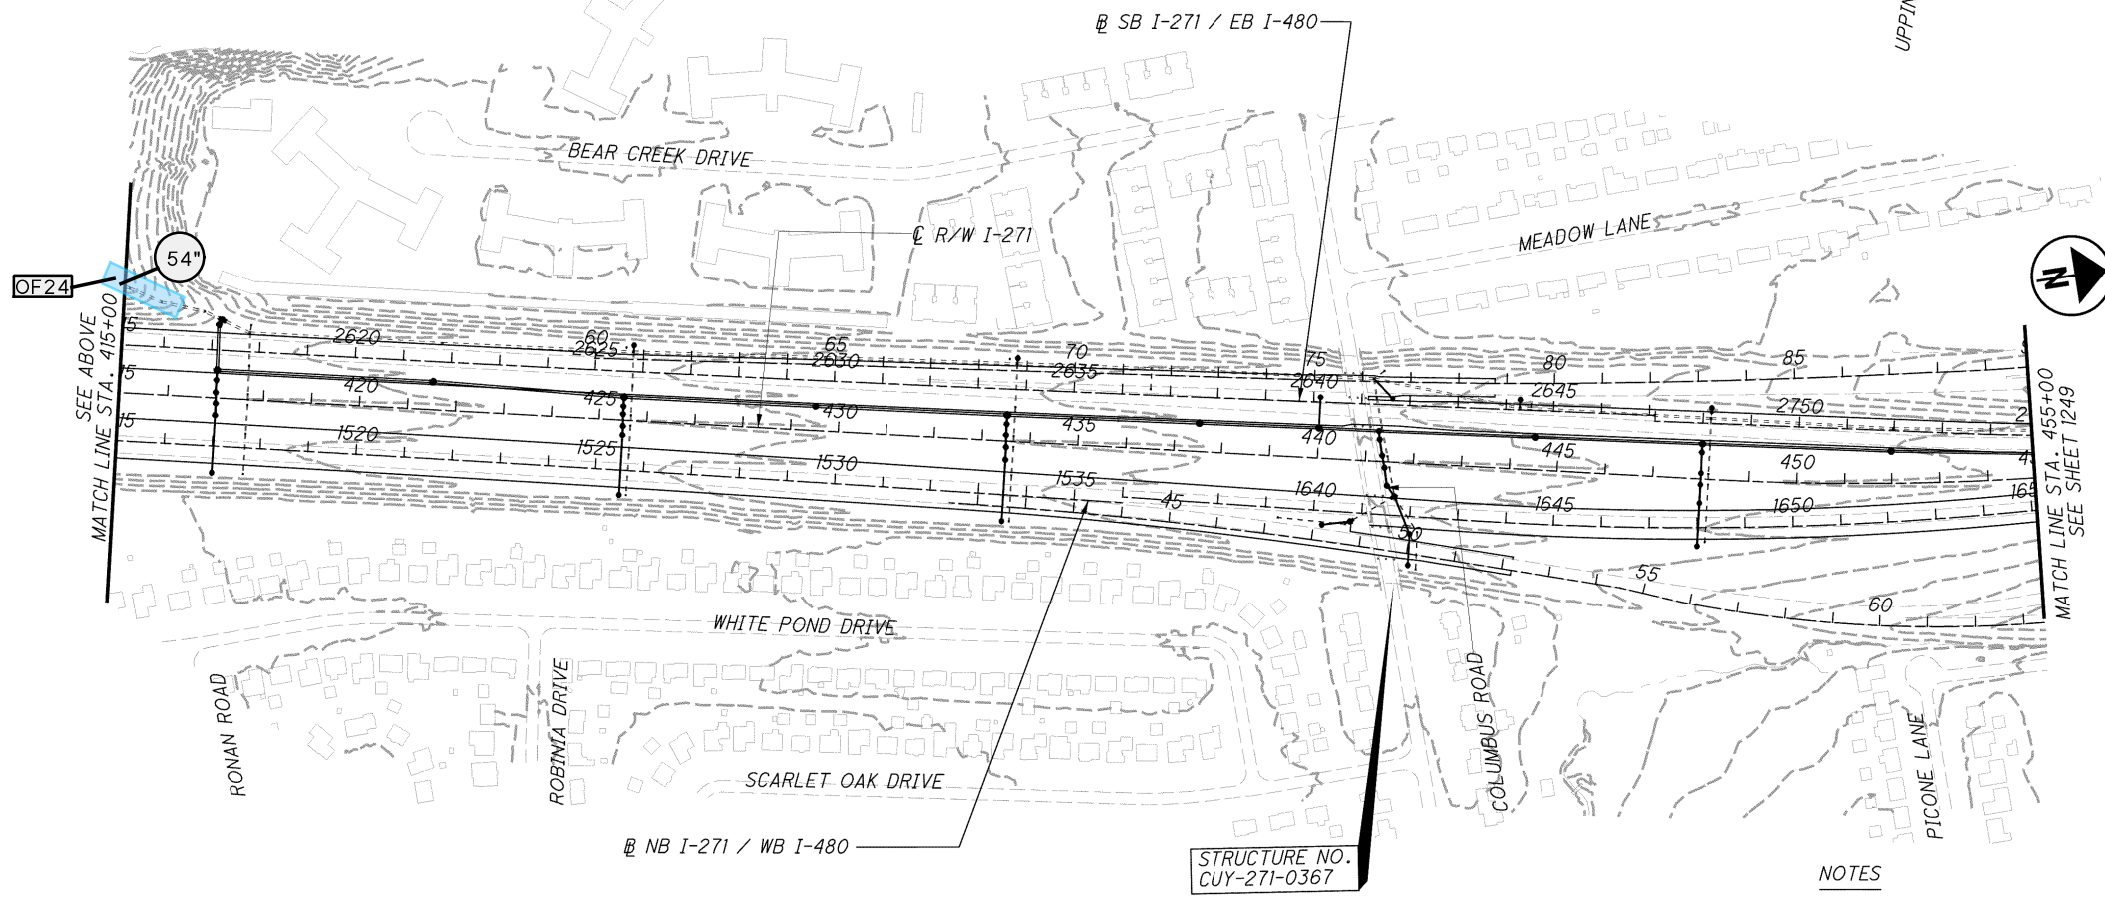 ℄ SB I-271 / EB I-480
BEAR CREEK DRIVE
℄ R/W I-271
MEADOW LANE
N
54"
OF24
SEE ABOVE
MATCH LINE STA. 415+00
2620
60
2625
65
2630
70
2635
75
2640
80
2645
85
2750
420
425
430
435
440
445
450
1520
1525
1530
1535
45
1640
50
1645
1650
55
60
MATCH LINE STA. 455+00
SEE SHEET 1249
WHITE POND DRIVE
RONAN ROAD
ROBINIA DRIVE
SCARLET OAK DRIVE
COLUMBUS ROAD
PICONE LANE
℄ NB I-271 / WB I-480
STRUCTURE NO.
CUY-271-0367
NOTES